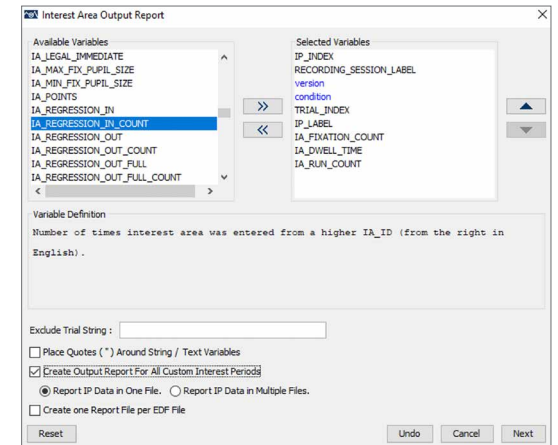 Interest Area Output Report
Available Variables
IA_LEGAL_IMMEDIATE
IA_MAX_FIX_PUPIL_SIZE
IA_MIN_FIX_PUPIL_SIZE
IA_POINTS
IA_REGRESSION_IN
IA_REGRESSION_IN_COUNT
IA_REGRESSION_OUT
IA_REGRESSION_OUT_COUNT
IA_REGRESSION_OUT_FULL
IA_REGRESSION_OUT_FULL_COUNT
Selected Variables
IP_INDEX
RECORDING_SESSION_LABEL
version
condition
TRIAL_INDEX
IP_LABEL
IA_FIXATION_COUNT
IA_DWELL_TIME
IA_RUN_COUNT
Variable Definition
Number of times interest area was entered from a higher IA_ID (from the right in
English).
Exclude Trial String :
Place Quotes ( " ) Around String / Text Variables
Create Output Report For All Custom Interest Periods
Report IP Data in One File. Report IP Data in Multiple Files.
Create one Report File per EDF File
Reset Undo Cancel Next